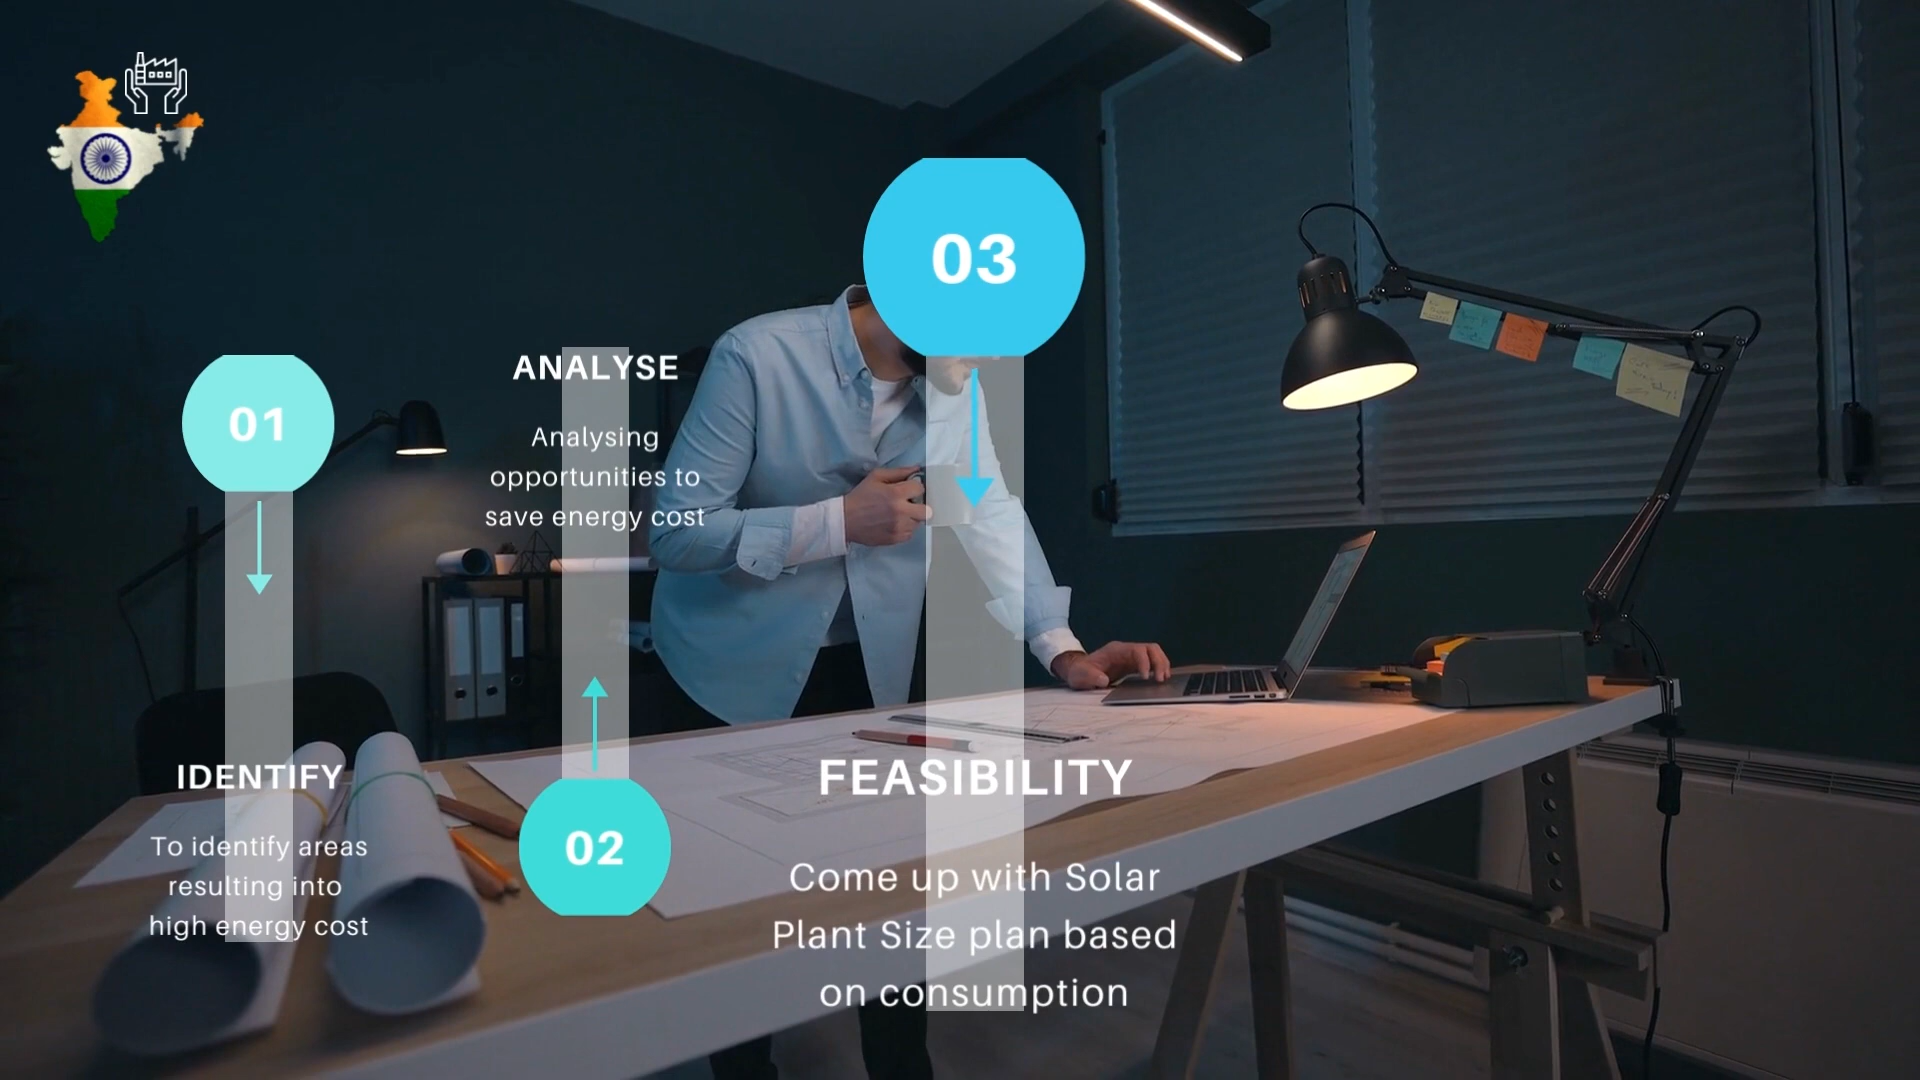 01
IDENTIFY
To identify areas
resulting into
high energy cost
ANALYSE
Analysing
opportunities to
save energy cost
02
03
FEASIBILITY
Come up with Solar
Plant Size plan based
on consumption